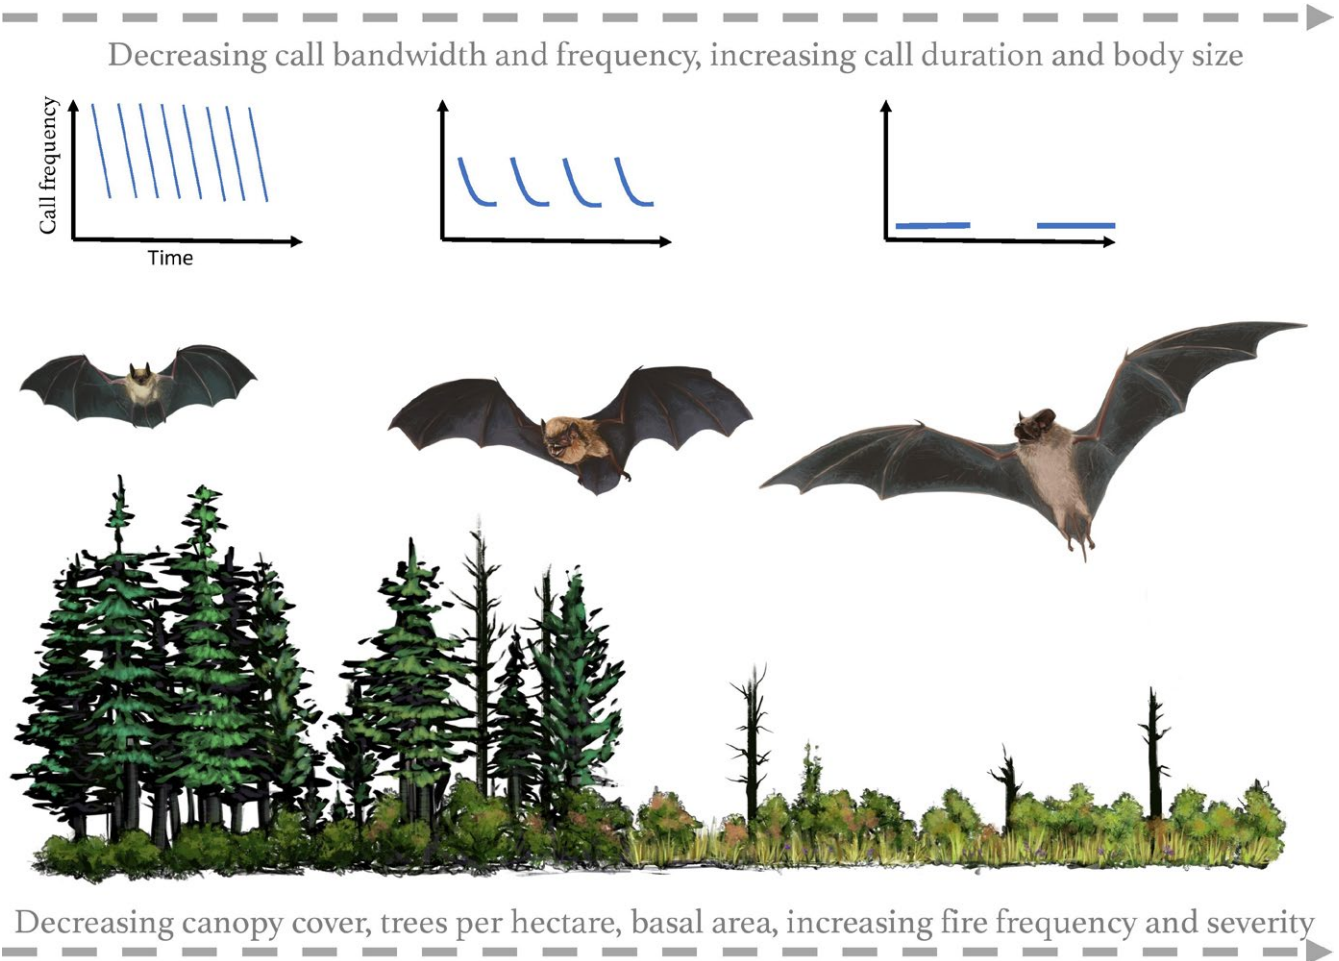 Decreasing call bandwidth and frequency, increasing call duration and body size
Call frequency
Time
Decreasing canopy cover, trees per hectare, basal area, increasing fire frequency and severity